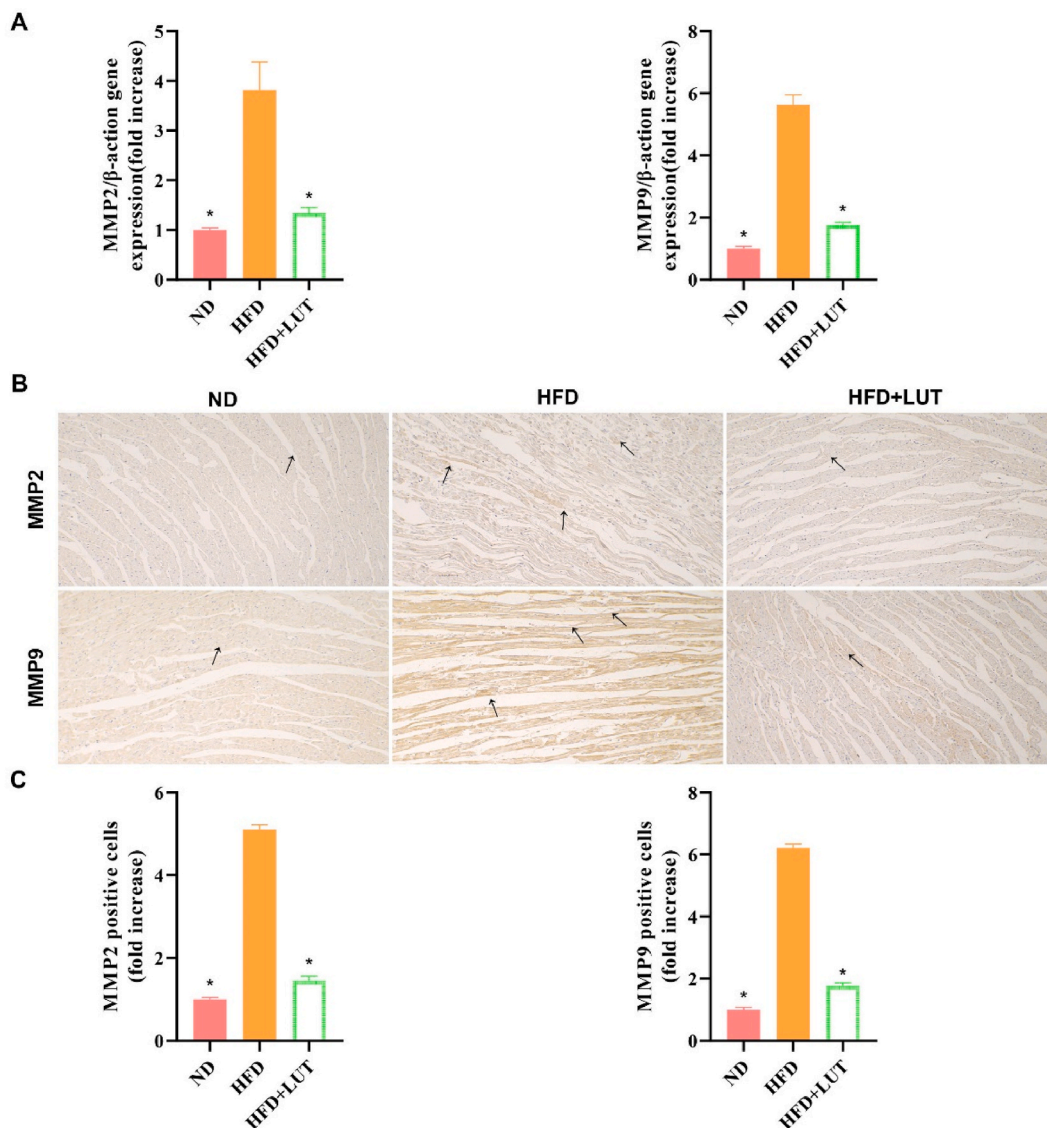 A
MMP2/β-action gene
expression(fold increase)
5
4
3
2
1
0
*
*
ND
HFD
HFD+LUT
MMP9/β-action gene
expression(fold increase)
8
6
4
2
0
*
*
ND
HFD
HFD+LUT
B
ND
HFD
HFD+LUT
MMP2
MMP9
C
MMP2 positive cells
(fold increase)
6
4
2
0
*
*
ND
HFD
HFD+LUT
MMP9 positive cells
(fold increase)
8
6
4
2
0
*
*
ND
HFD
HFD+LUT